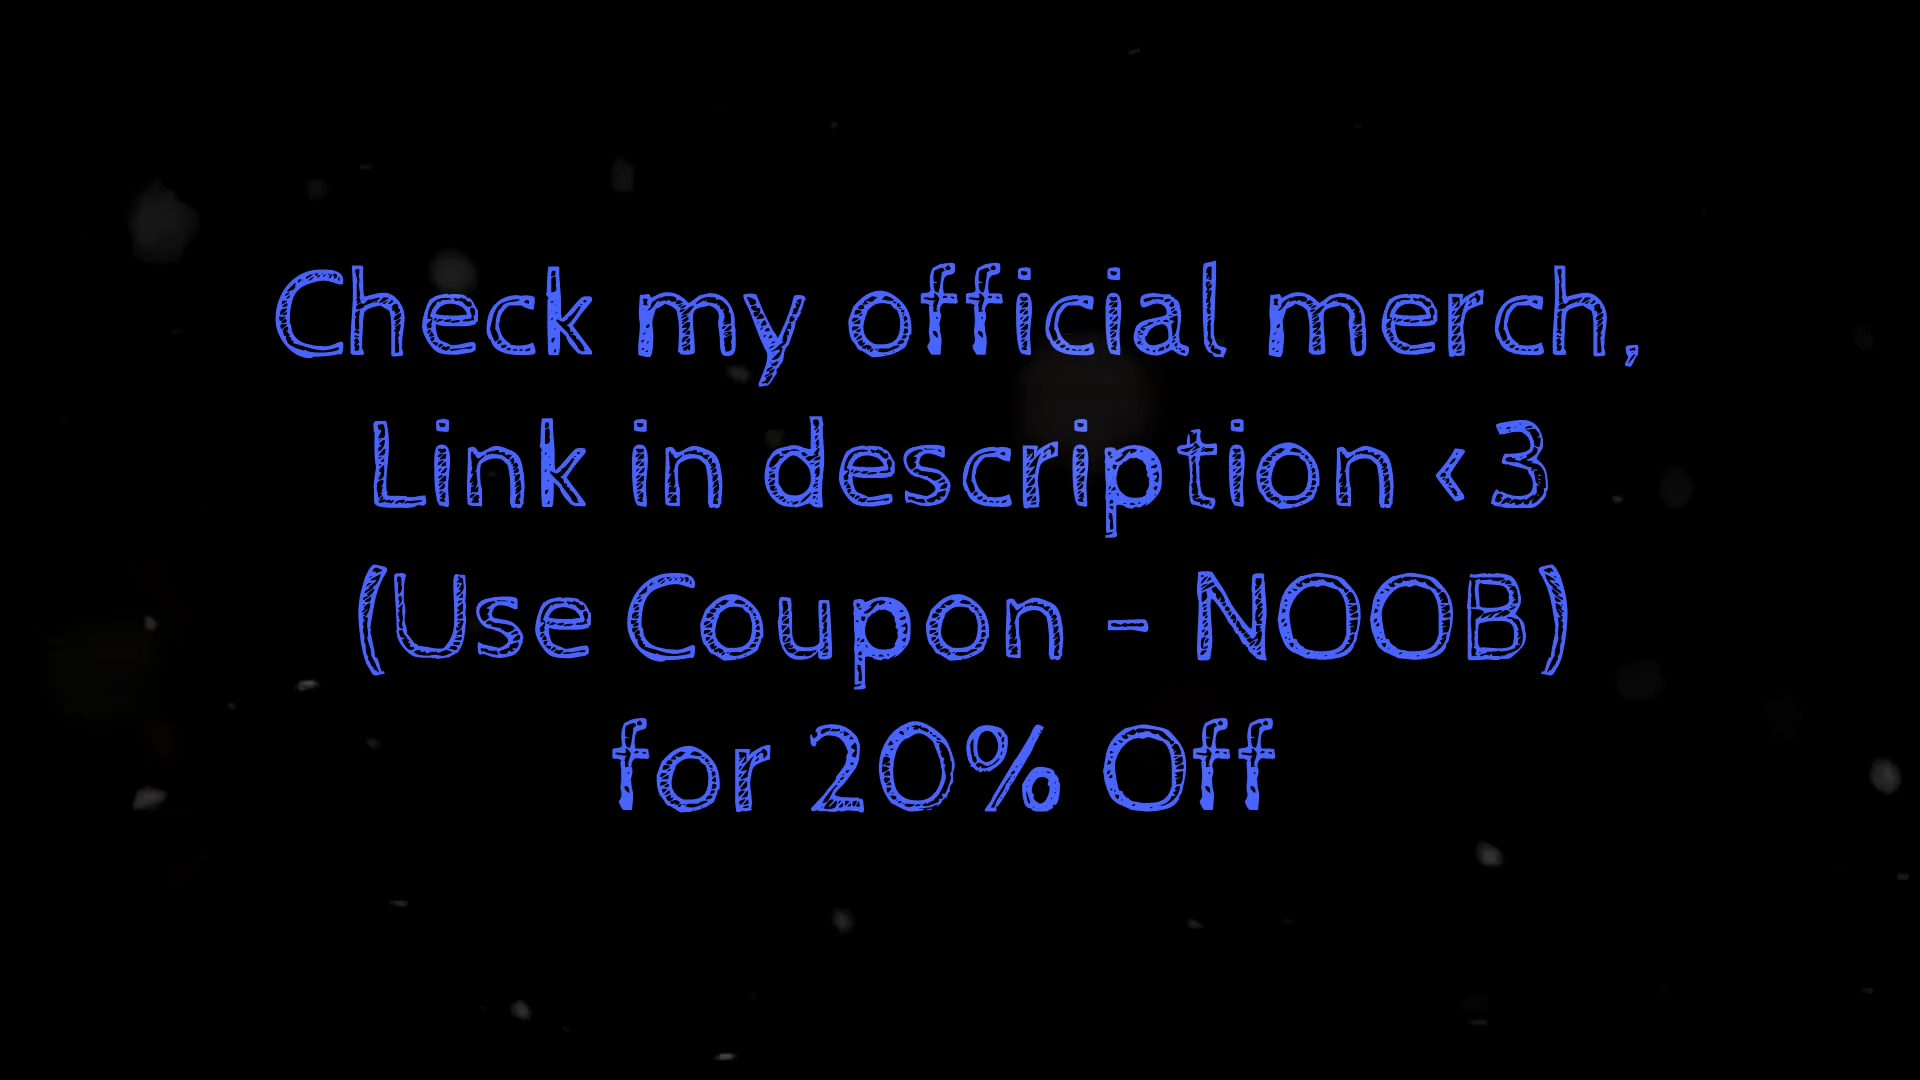 Check my official merch,
Link in description <3
(Use Coupon - NOOB)
for 20% Off